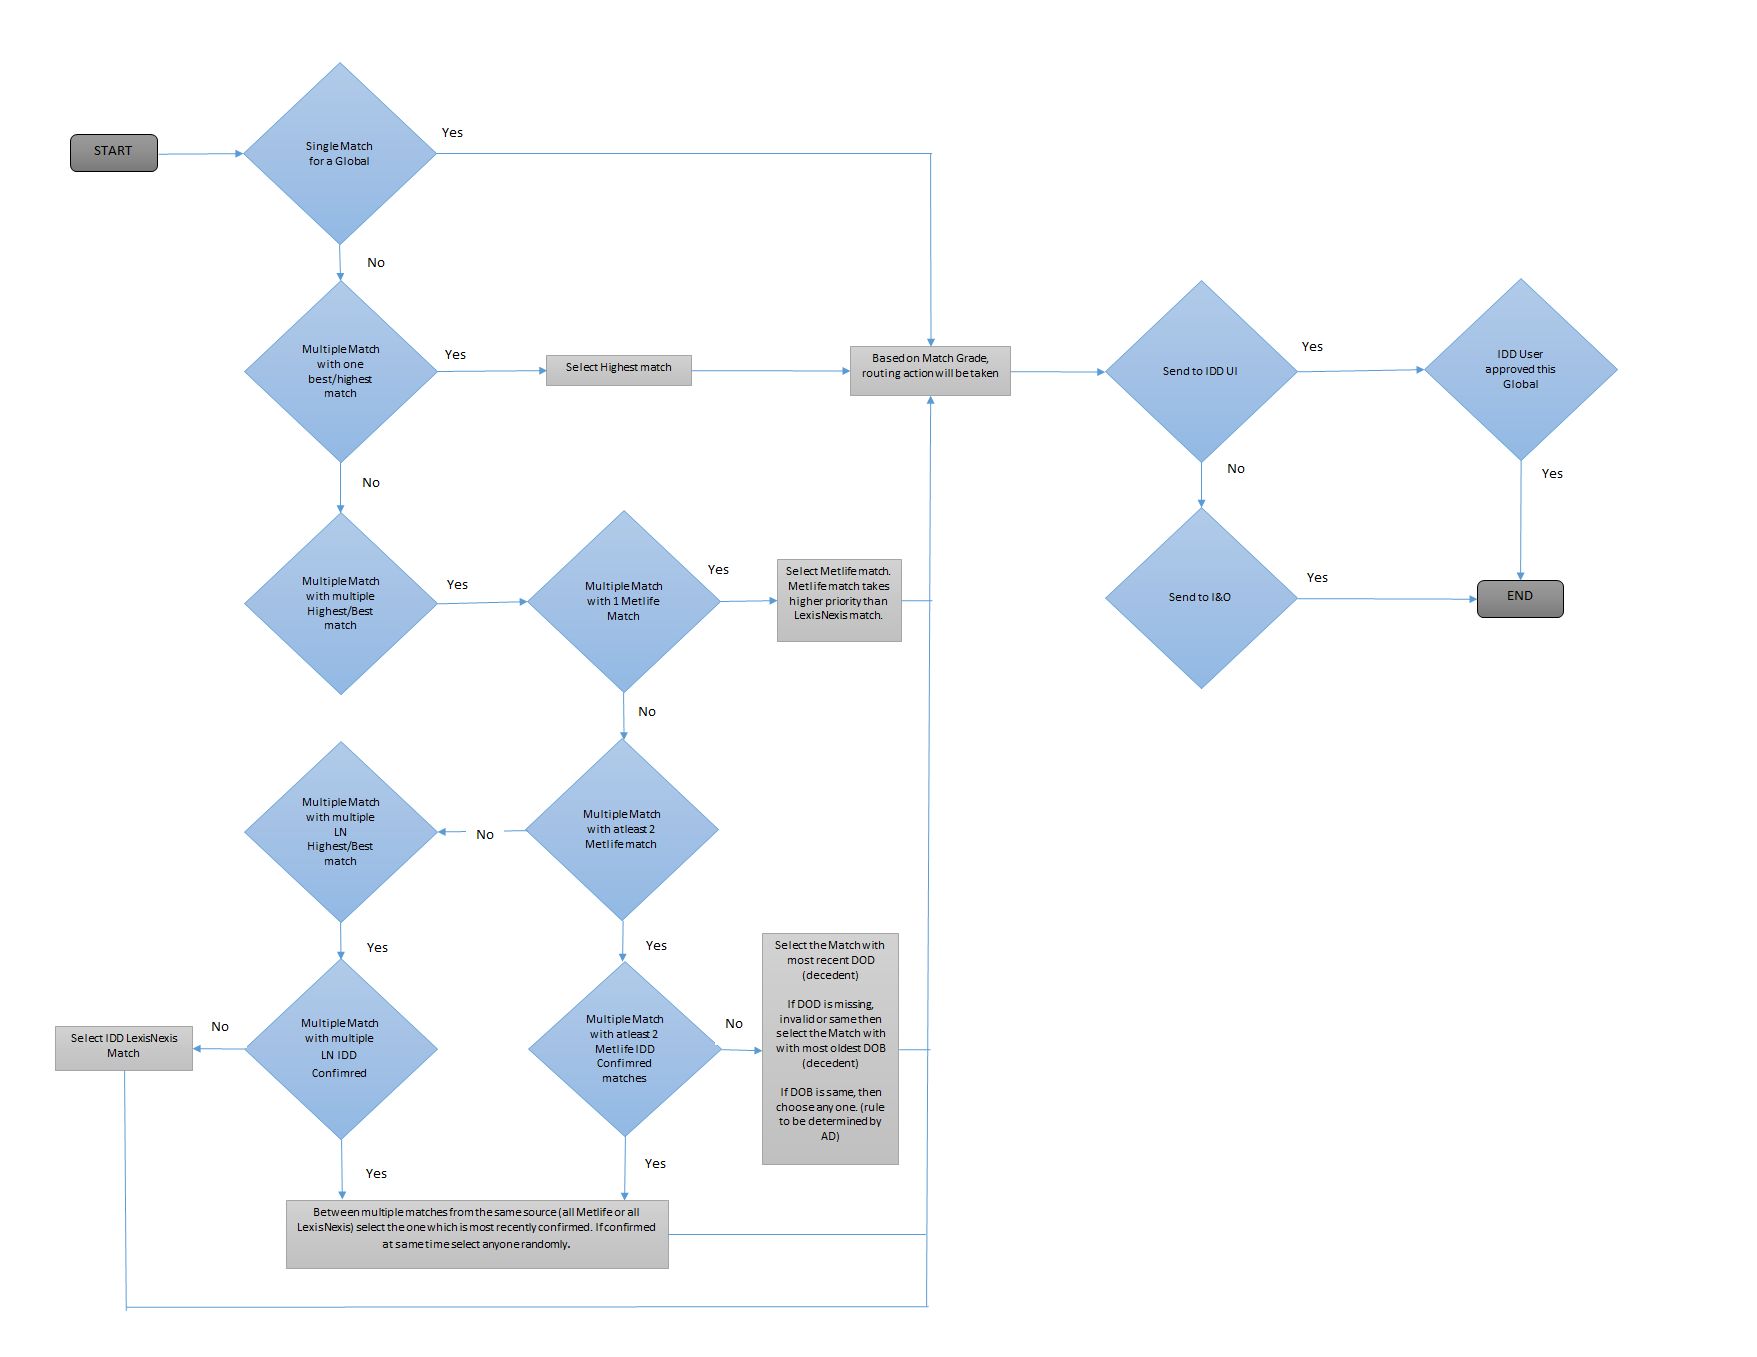 START
Single Match
for a Global
Yes
No
Multiple Match
with one
best/highest
match
Yes
Select Highest match
Based on Match Grade,
routing action will be taken
Send to IDD UI
Yes
IDD User
approved this
Global
No
Yes
No
Multiple Match
with multiple
Highest/Best
match
Yes
Multiple Match
with 1 Metlife
Match
Yes
Select Metlife match.
Metlife match takes
higher priority than
LexisNexis match.
Send to I&O
Yes
END
No
Multiple Match
with multiple
LN
Highest/Best
match
No
Multiple Match
with atleast 2
Metlife match
Yes
Yes
Select IDD LexisNexis
Match
No
Multiple Match
with multiple
LN IDD
Confimred
Multiple Match
with atleast 2
Metlife IDD
Confimred
matches
No
Select the Match with
most recent DOD
(decedent)
If DOD is missing,
invalid or same then
select the Match with
with most oldest DOB
(decedent)
If DOB is same, then
choose any one. (rule
to be determined by
AD)
Yes
Yes
Between multiple matches from the same source (all Metlife or all
LexisNexis) select the one which is most recently confirmed. If confirmed
at same time select anyone randomly.